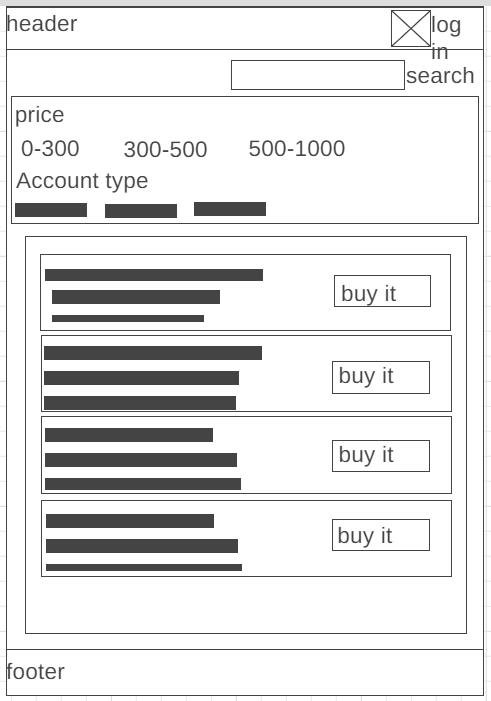 header
log
in
search
price
0-300 300-500 500-1000
Account type
buy it
buy it
buy it
buy it
footer